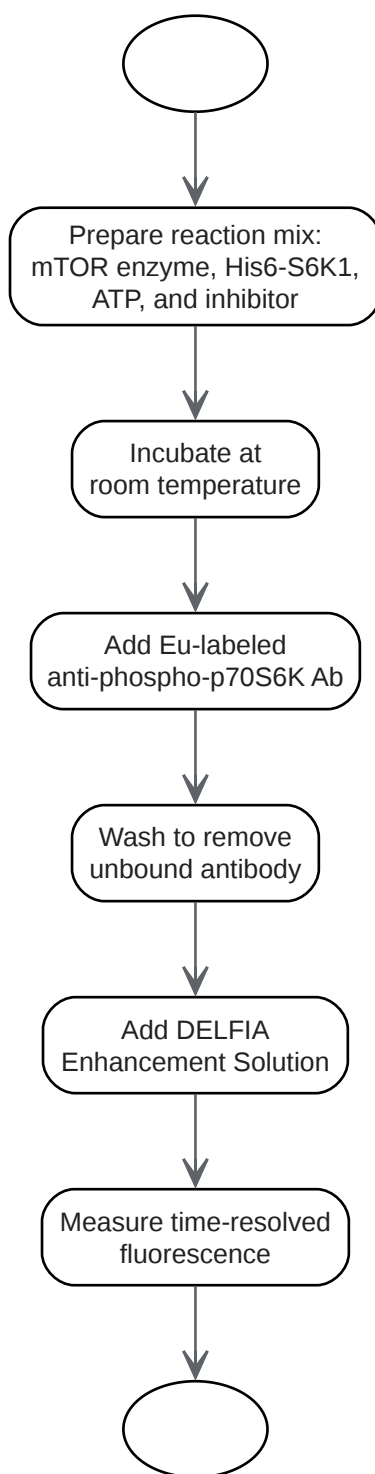 Prepare reaction mix:
mTOR enzyme, His6-S6K1,
ATP, and inhibitor
Incubate at
room temperature
Add Eu-labeled
anti-phospho-p70S6K Ab
Wash to remove
unbound antibody
Add DELFIA
Enhancement Solution
Measure time-resolved
fluorescence